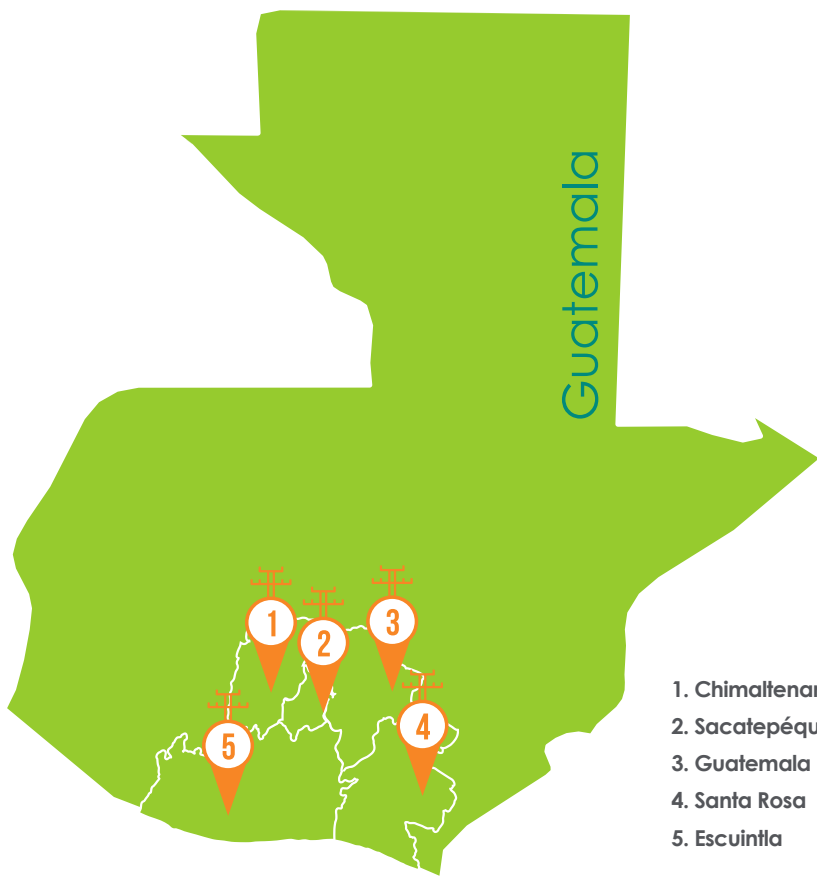 Guatemala
1
2
3
4
5
1. Chimaltenan
2. Sacatepéqu
3. Guatemala
4. Santa Rosa
5. Escuintla